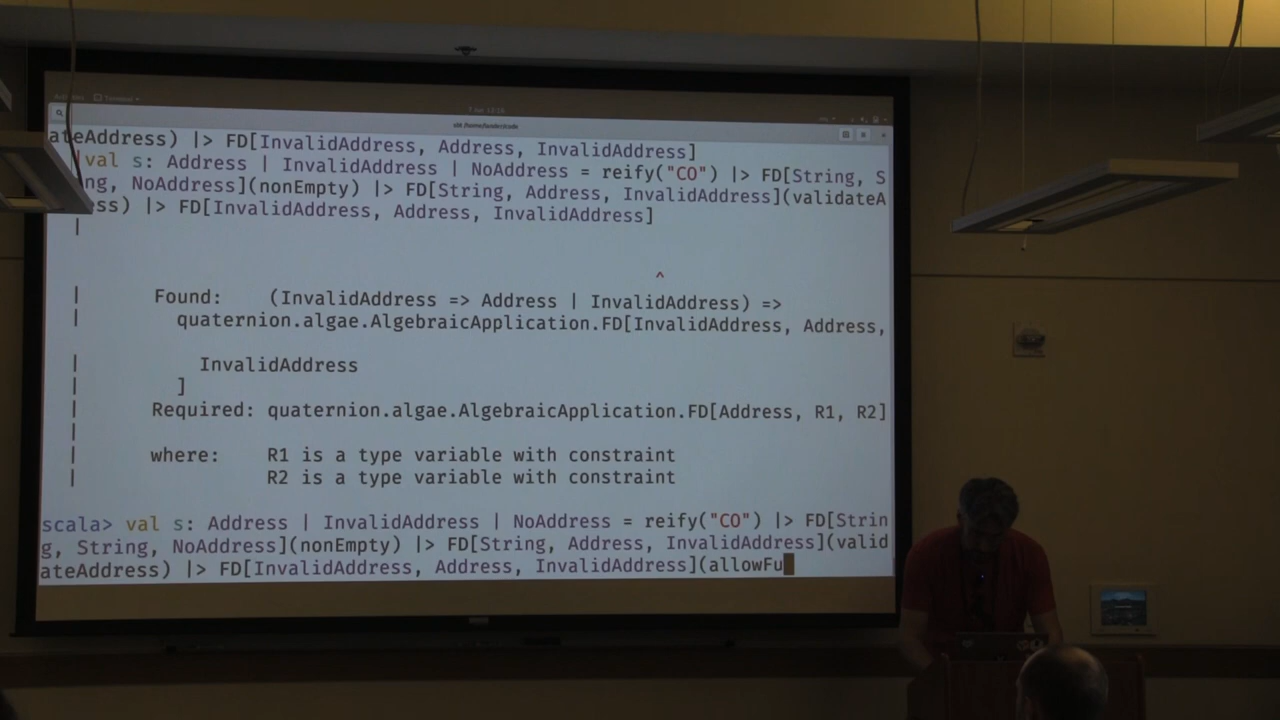 Terminal
ateAddress) |> FD[InvalidAddress, Address, InvalidAddress]
|val s: Address | InvalidAddress | NoAddress = reify("CO") |> FD[String, S
ng, NoAddress](nonEmpty) |> FD[String, Address, InvalidAddress](validateA
ss) |> FD[InvalidAddress, Address, InvalidAddress]
|
^
| Found: (InvalidAddress => Address | InvalidAddress) =>
| quaternion.algae.AlgebraicApplication.FD[InvalidAddress, Address,
| InvalidAddress
| ]
| Required: quaternion.algae.AlgebraicApplication.FD[Address, R1, R2]
|
| where: R1 is a type variable with constraint
| R2 is a type variable with constraint
scala> val s: Address | InvalidAddress | NoAddress = reify("CO") |> FD[Strin
g, String, NoAddress](nonEmpty) |> FD[String, Address, InvalidAddress](valid
ateAddress) |> FD[InvalidAddress, Address, InvalidAddress](allowFu